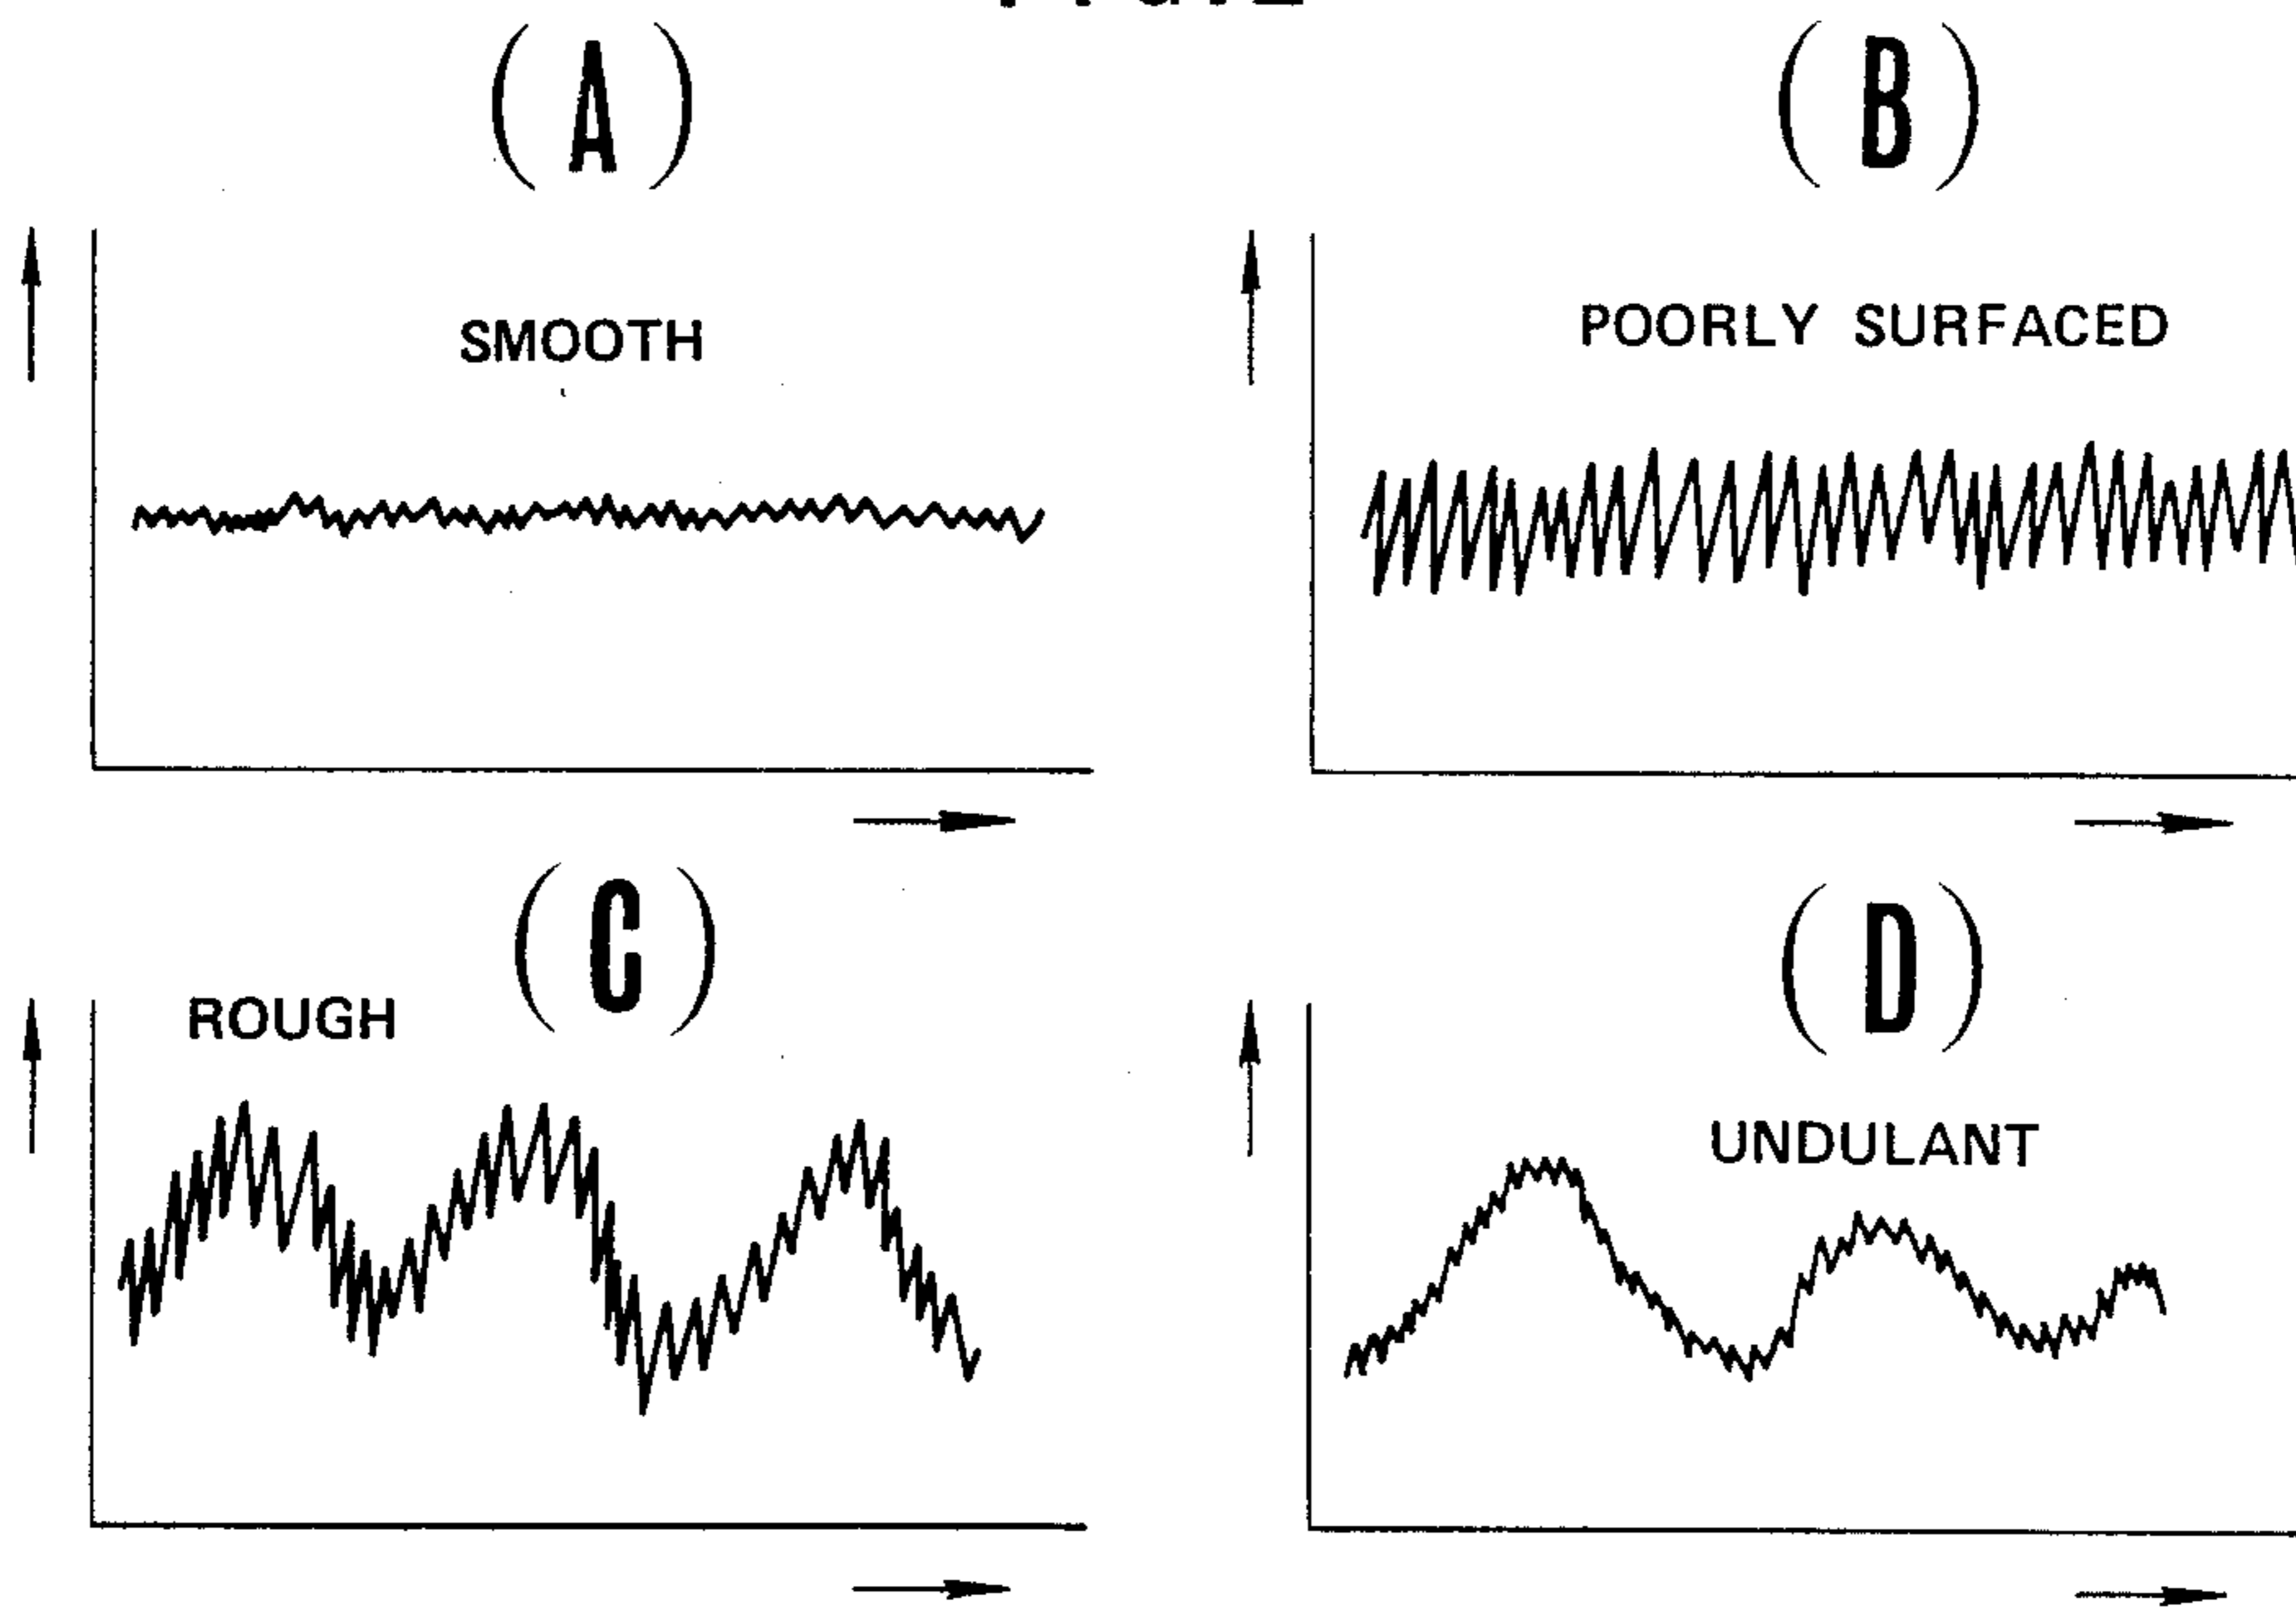 (A)
(B)
SMOOTH
POORLY SURFACED
(C)
(D)
ROUGH
UNDULANT